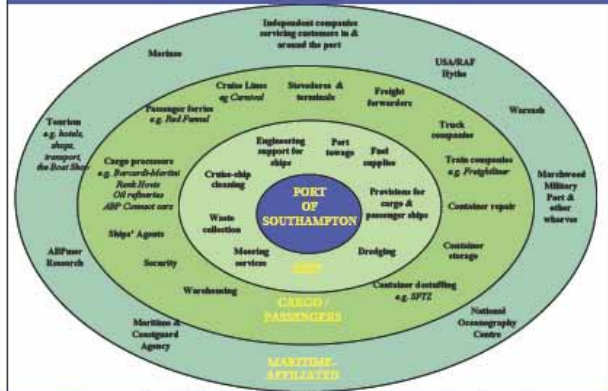 Independent companies
servicing customers in &
around the port
Marinas
USA/RAF
Hythe
Warsash
Tourism
e.g. hotels,
shops,
transport,
the Boat Show
Marchwood
Military
Port &
other
wharves
ABPmer
Research
Maritime &
Coastguard
Agency
National
Oceanography
Centre
MARITIME-
AFFILIATED
Cruise Lines
eg Carnival
Stevedores &
terminals
Freight
forwarders
Passenger ferries
e.g. Red Funnel
Truck
companies
Cargo processors
e.g. Barcardi-Martini
Rank Hovis
Oil refineries
ABP Connect cars
Train companies
e.g. Freightliner
Container repair
Ships' Agents
Container
storage
Security
Warehousing
Container destuffing
e.g. SFTZ
CARGO /
PASSENGERS
Engineering
support for
ships
Port
towage
Fuel
supplies
Cruise-ship
cleaning
Provisions for
cargo &
passenger ships
Waste
collection
Mooring
services
Dredging
SHIP
PORT
OF
SOUTHAMPTON